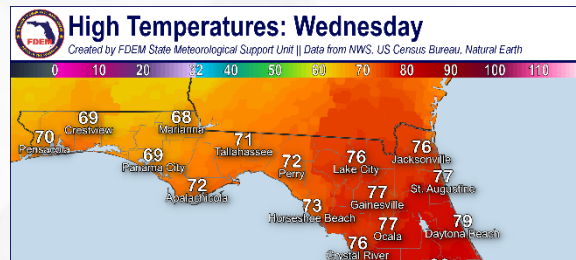 High Temperatures: Wednesday
FDEM
Created by FDEM State Meteorological Support Unit || Data from NWS, US Census Bureau, Natural Earth
0 10 20 32 40 50 60 70 80 90 100 110
69
Crestview
68
Marianna
70
Pensacola
69
Panama City
71
Tallahassee
72
Apalachicola
72
Perry
76
Lake City
76
Jacksonville
77
St. Augustine
77
Gainesville
73
Horseshoe Beach
77
Ocala
79
Daytona Beach
76
Crystal River